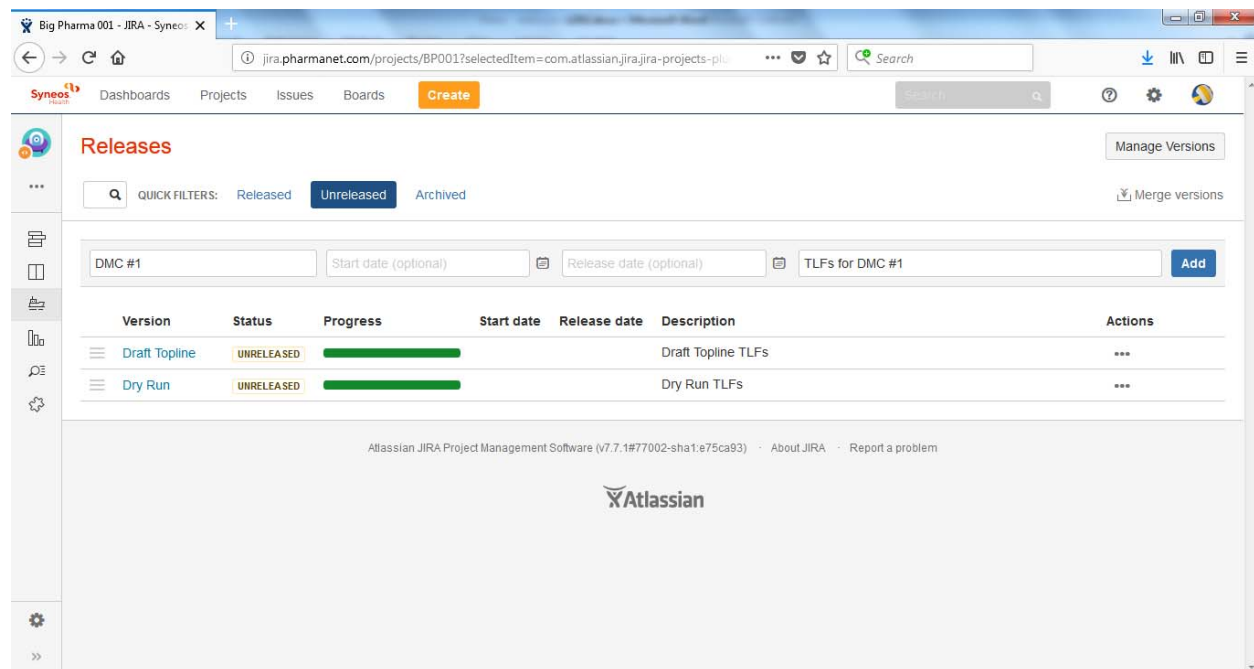 Big Pharma 001 - JIRA - Syneos
jira.pharmanet.com/projects/BP001?selectedItem=com.atlassian.jira.jira-projects-plu
Search
Syneos Health Dashboards Projects Issues Boards Create Search
Releases
Manage Versions
QUICK FILTERS: Released Unreleased Archived
Merge versions
DMC #1 Start date (optional) Release date (optional) TLFs for DMC #1 Add
Version Status Progress Start date Release date Description Actions
Draft Topline UNRELEASED Draft Topline TLFs
Dry Run UNRELEASED Dry Run TLFs
Atlassian JIRA Project Management Software (v7.7.1#77002-sha1:e75ca93) · About JIRA · Report a problem
Atlassian